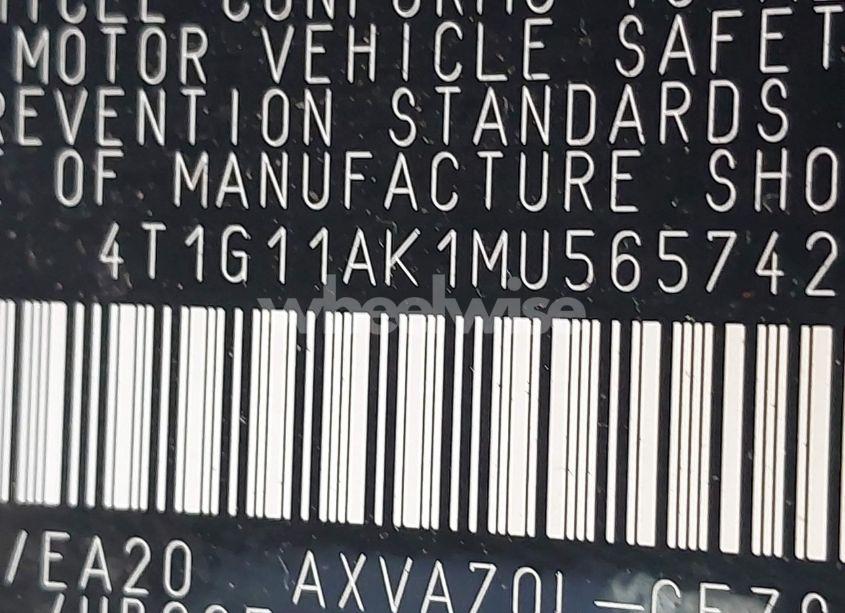 MOTOR VEHICLE SAFET
REVENTION STANDARDS
OF MANUFACTURE SHO
4T1G11AK1MU565742
wheelwise
/EA20 AXVA70L-